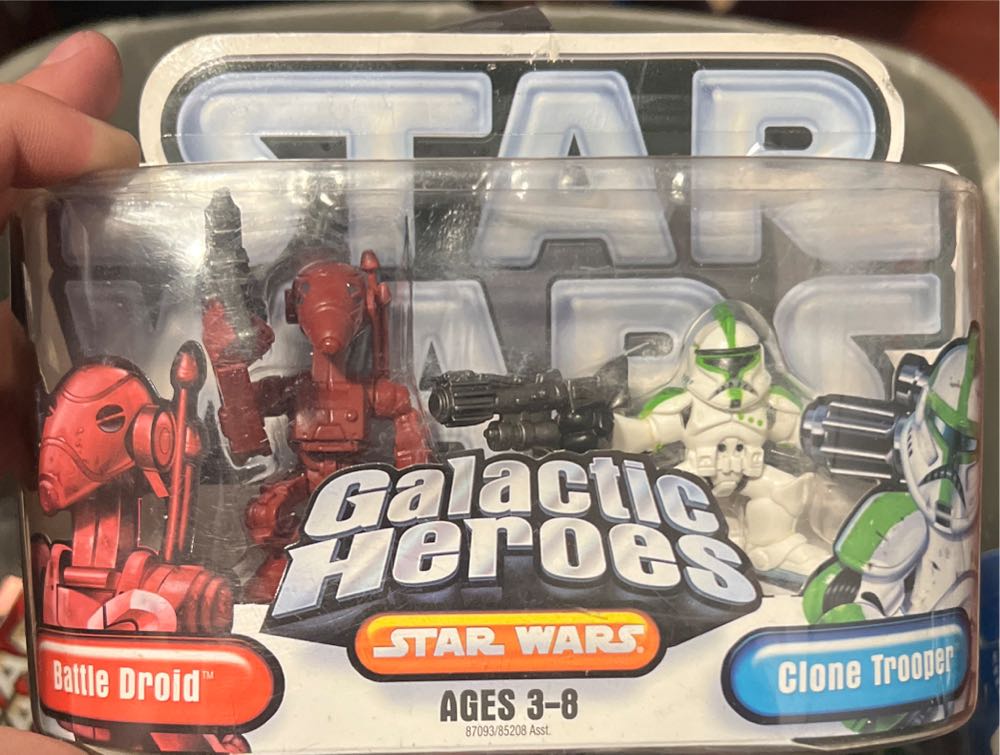 STAR
WARS
Galactic
Heroes
STAR WARS®
Battle Droid™
Clone Trooper
AGES 3–8
87093/85208 Asst.